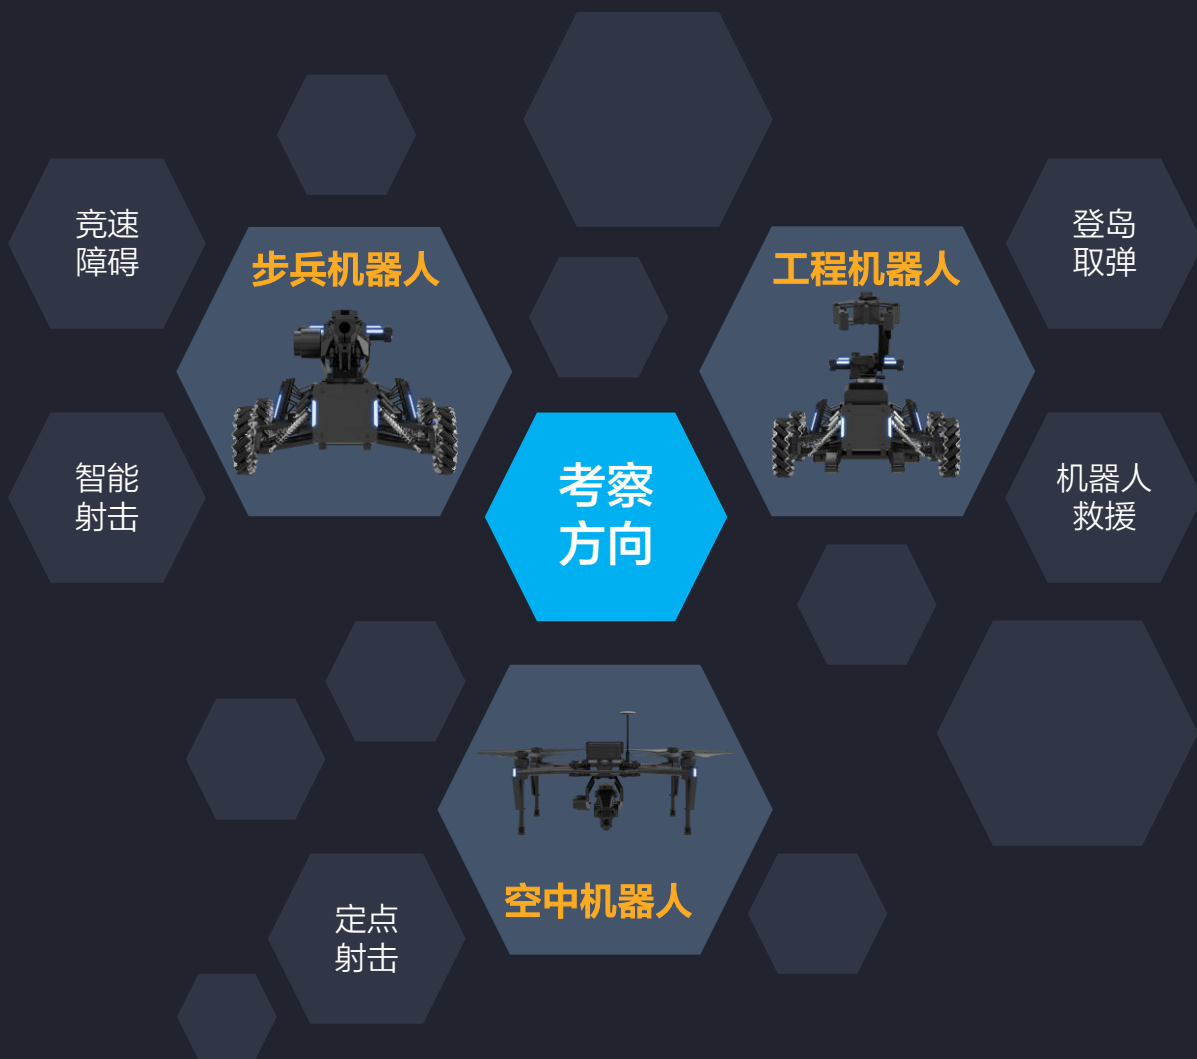 竞速
障碍
登岛
取弹
步兵机器人
工程机器人
智能
射击
考察
方向
机器人
救援
空中机器人
定点
射击